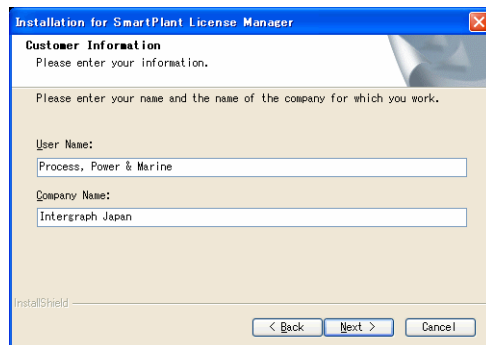 Installation for SmartPlant License Manager
Customer Information
Please enter your information.
Please enter your name and the name of the company for which you work.
User Name:
Process, Power & Marine
Company Name:
Intergraph Japan
InstallShield
< Back
Next >
Cancel